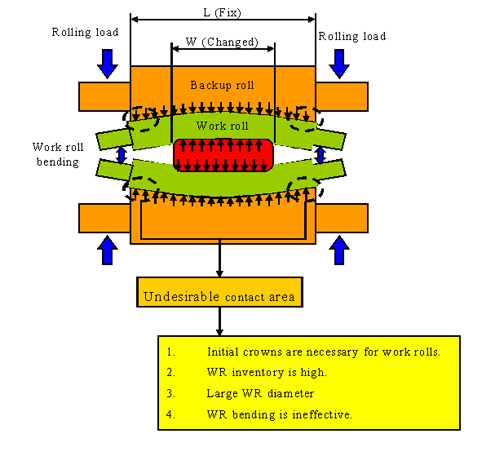 L (Fix)
Rolling load
W (Changed)
Rolling load
Backup roll
Work roll
Work roll
bending
Undesirable contact area
1. Initial crowns are necessary for work rolls.
2. WR inventory is high.
3. Large WR diameter
4. WR bending is ineffective.